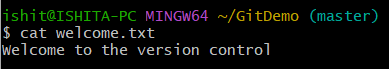 ishit@ISHITA-PC MINGW64 ~/GitDemo (master)
$ cat welcome.txt
Welcome to the version control